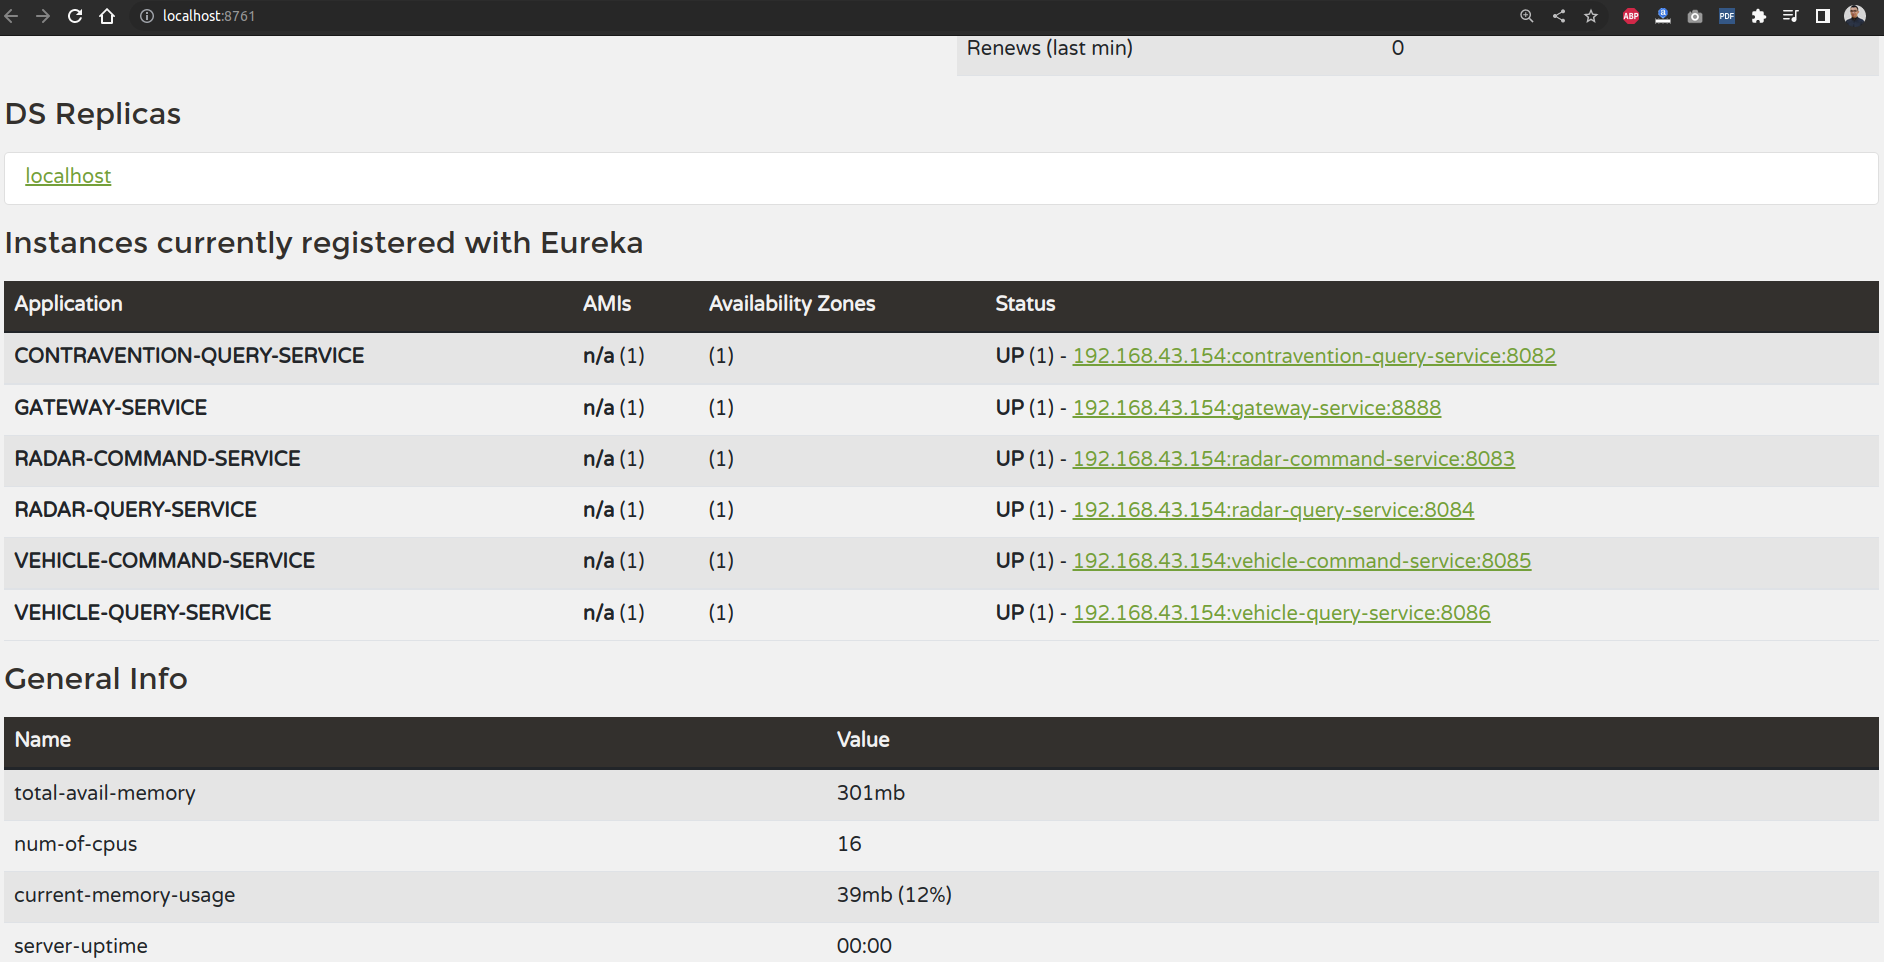 localhost:8761
ABP
a
PDF
Renews (last min) 0
DS Replicas
localhost
Instances currently registered with Eureka
Application AMIs Availability Zones Status
CONTRAVENTION-QUERY-SERVICE n/a (1) (1) UP (1) - 192.168.43.154:contravention-query-service:8082
GATEWAY-SERVICE n/a (1) (1) UP (1) - 192.168.43.154:gateway-service:8888
RADAR-COMMAND-SERVICE n/a (1) (1) UP (1) - 192.168.43.154:radar-command-service:8083
RADAR-QUERY-SERVICE n/a (1) (1) UP (1) - 192.168.43.154:radar-query-service:8084
VEHICLE-COMMAND-SERVICE n/a (1) (1) UP (1) - 192.168.43.154:vehicle-command-service:8085
VEHICLE-QUERY-SERVICE n/a (1) (1) UP (1) - 192.168.43.154:vehicle-query-service:8086
General Info
Name Value
total-avail-memory 301mb
num-of-cpus 16
current-memory-usage 39mb (12%)
server-uptime 00:00